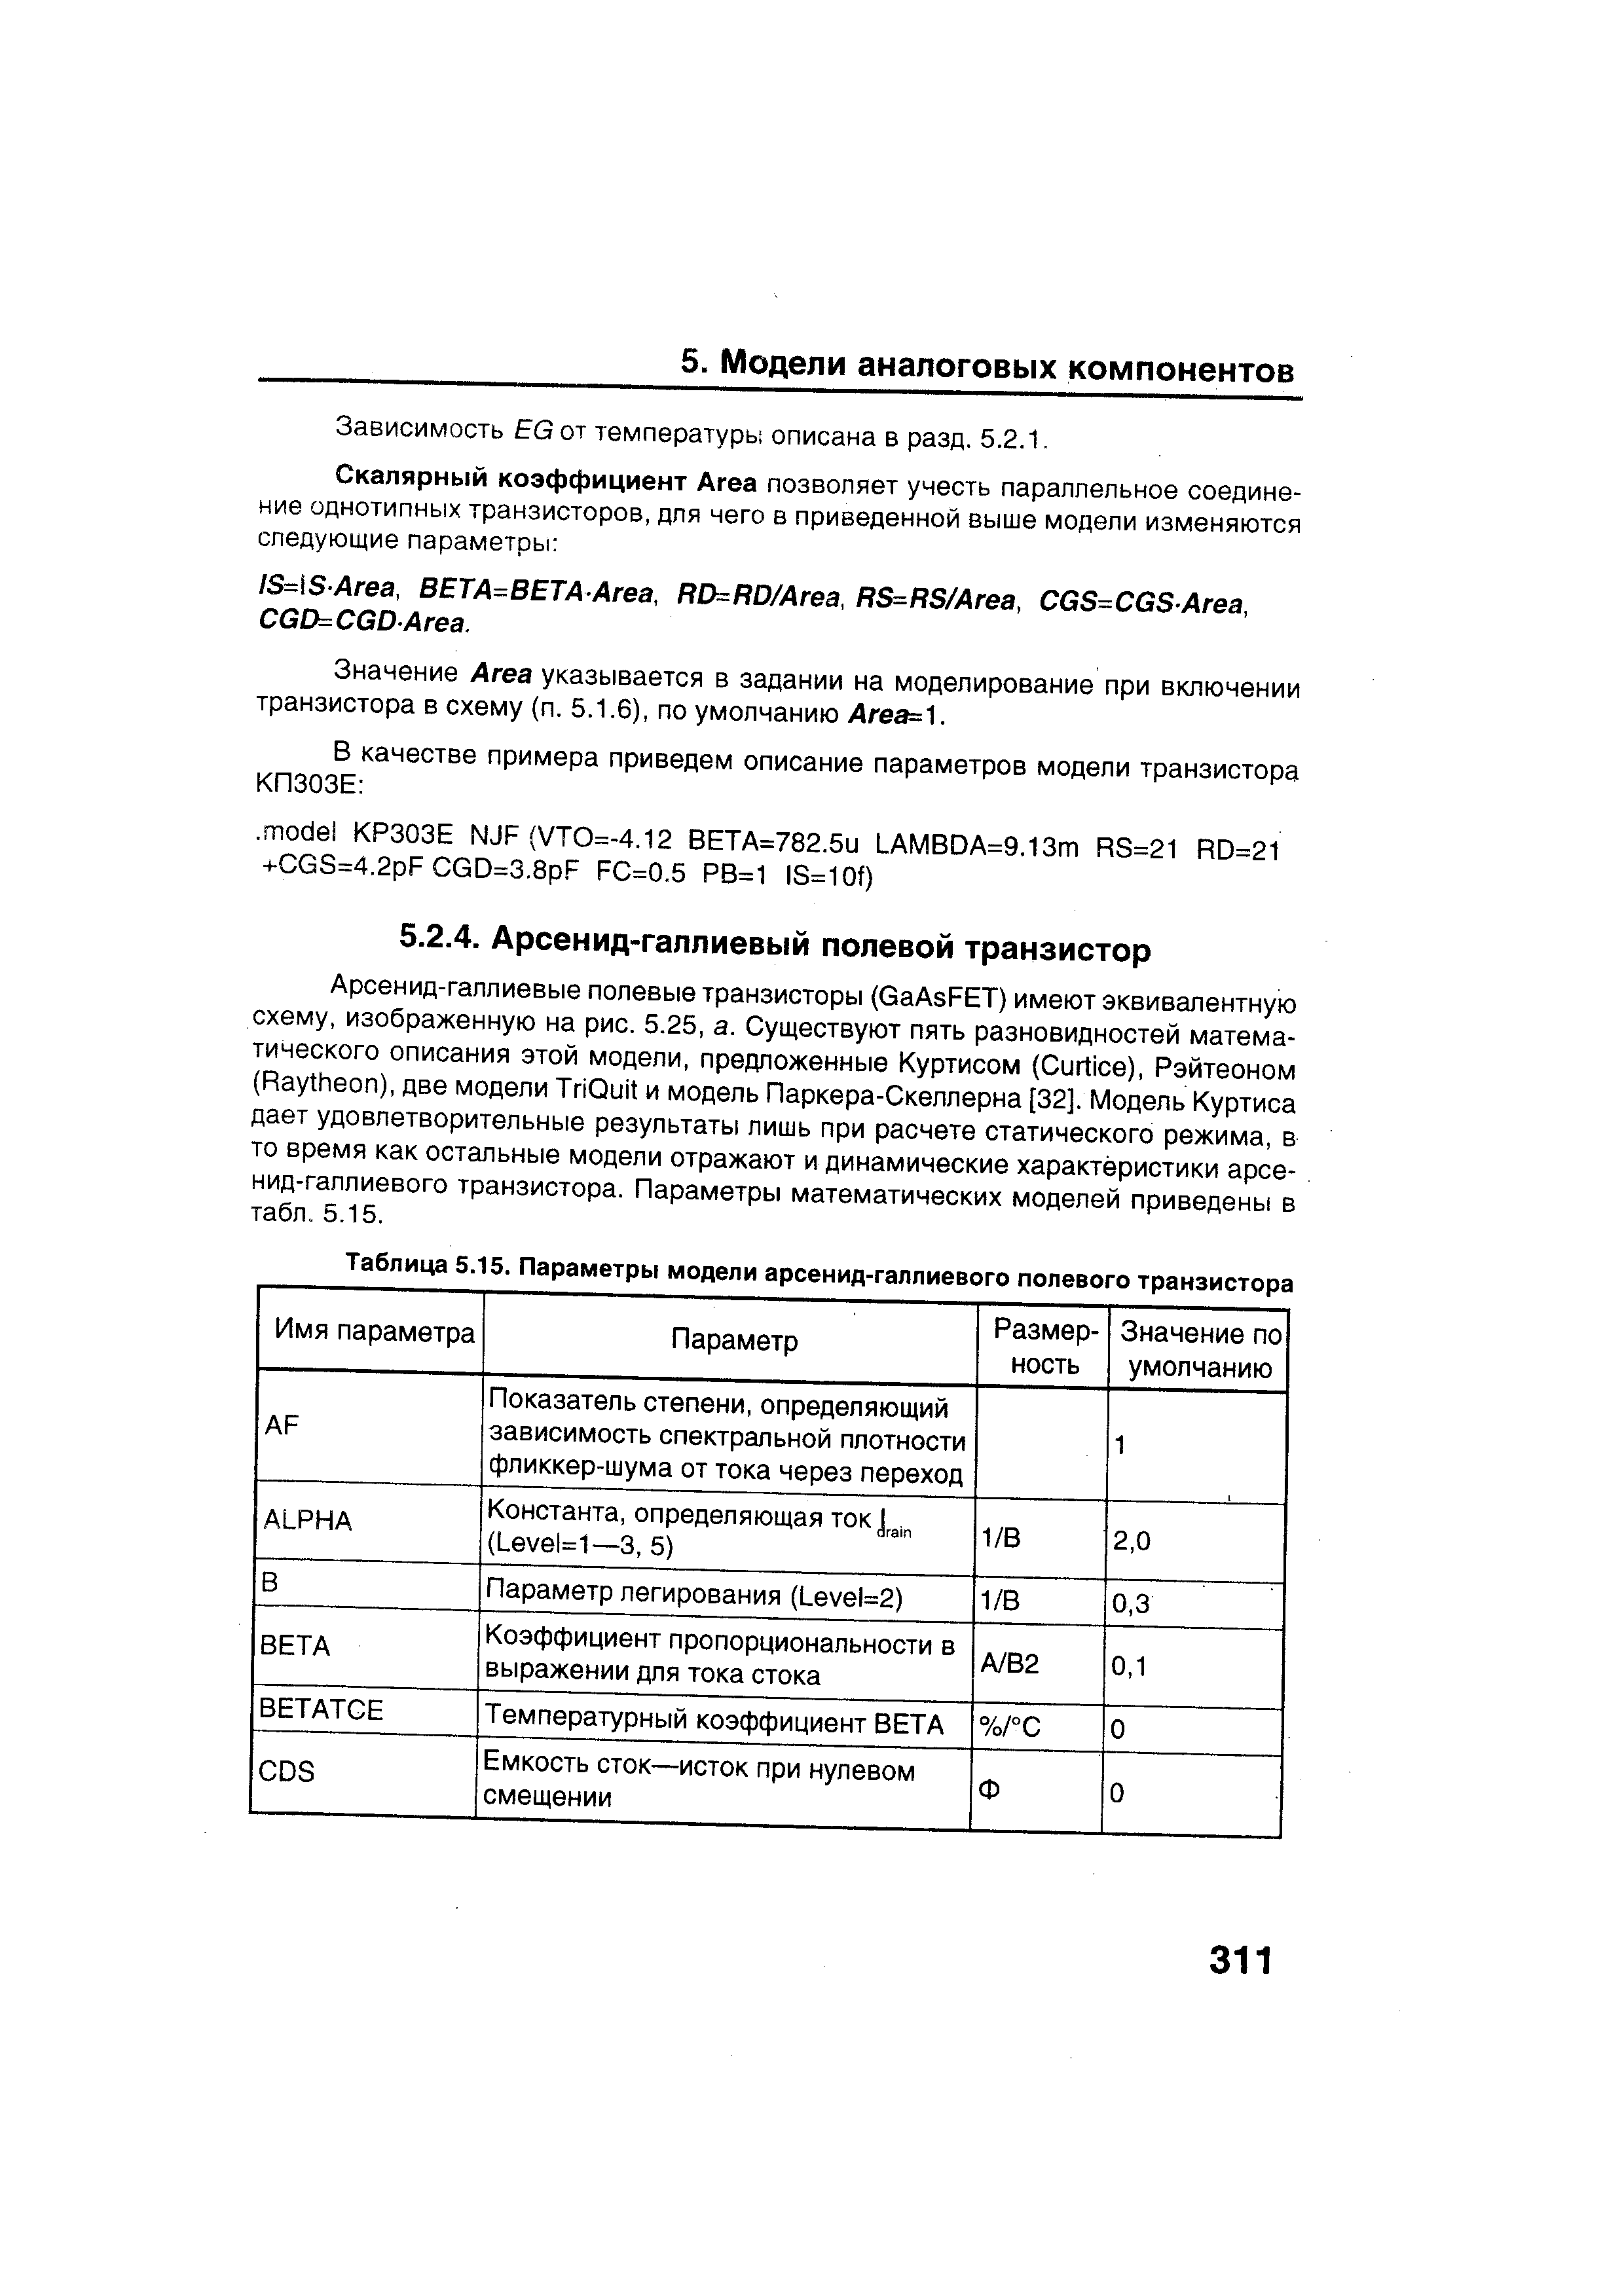 5. Модели аналоговых компонентов
Зависимость EG от температуры описана в разд. 5.2.1.
Скалярный коэффициент Area позволяет учесть параллельное соедине-
ние однотипных транзисторов, для чего в приведенной выше модели изменяются
следующие параметры:
IS=IS·Area, BETA=BETA·Area, RD=RD/Area, RS=RS/Area, CGS=CGS·Area,
CGD=CGD·Area.
Значение Area указывается в задании на моделирование при включении
транзистора в схему (п. 5.1.6), по умолчанию Area=1.
В качестве примера приведем описание параметров модели транзистора
КП303Е:
.model KP303E NJF (VTO=-4.12 BETA=782.5u LAMBDA=9.13m RS=21 RD=21
+CGS=4.2pF CGD=3.8pF FC=0.5 PB=1 IS=10f)
5.2.4. Арсенид-галлиевый полевой транзистор
Арсенид-галлиевые полевые транзисторы (GaAsFET) имеют эквивалентную
схему, изображенную на рис. 5.25, а. Существуют пять разновидностей матема-
тического описания этой модели, предложенные Куртисом (Curtice), Рэйтеоном
(Raytheon), две модели TriQuit и модель Паркера-Скеллерна [32]. Модель Куртиса
дает удовлетворительные результаты лишь при расчете статического режима, в
то время как остальные модели отражают и динамические характеристики арсе-
нид-галлиевого транзистора. Параметры математических моделей приведены в
табл. 5.15.
Таблица 5.15. Параметры модели арсенид-галлиевого полевого транзистора
Имя параметра
Параметр
Размер-
ность
Значение по
умолчанию
AF
Показатель степени, определяющий
зависимость спектральной плотности
фликкер-шума от тока через переход
1
ALPHA
Константа, определяющая ток Idrain
(Level=1—3, 5)
1/В
2,0
B
Параметр легирования (Level=2)
1/В
0,3
BETA
Коэффициент пропорциональности в
выражении для тока стока
А/В2
0,1
BETATCE
Температурный коэффициент BETA
%/°C
0
CDS
Емкость сток—исток при нулевом
смещении
Ф
0
311